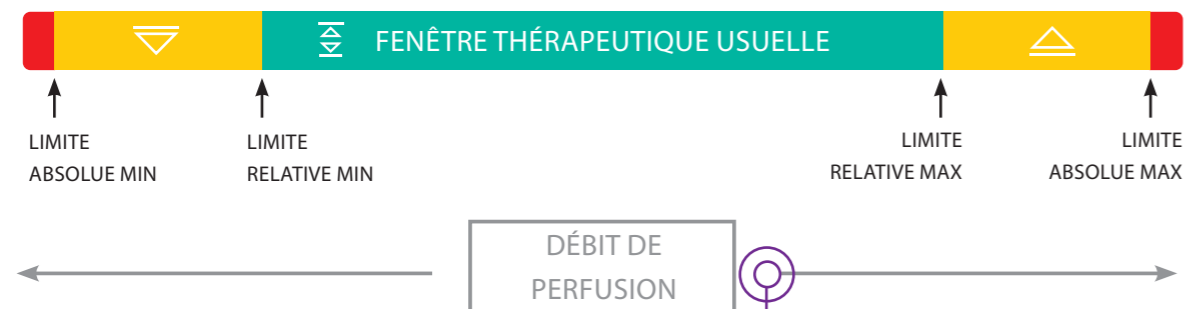 FENÊTRE THÉRAPEUTIQUE USUELLE
LIMITE
ABSOLUE MIN
LIMITE
RELATIVE MIN
LIMITE
RELATIVE MAX
LIMITE
ABSOLUE MAX
DÉBIT DE
PERFUSION